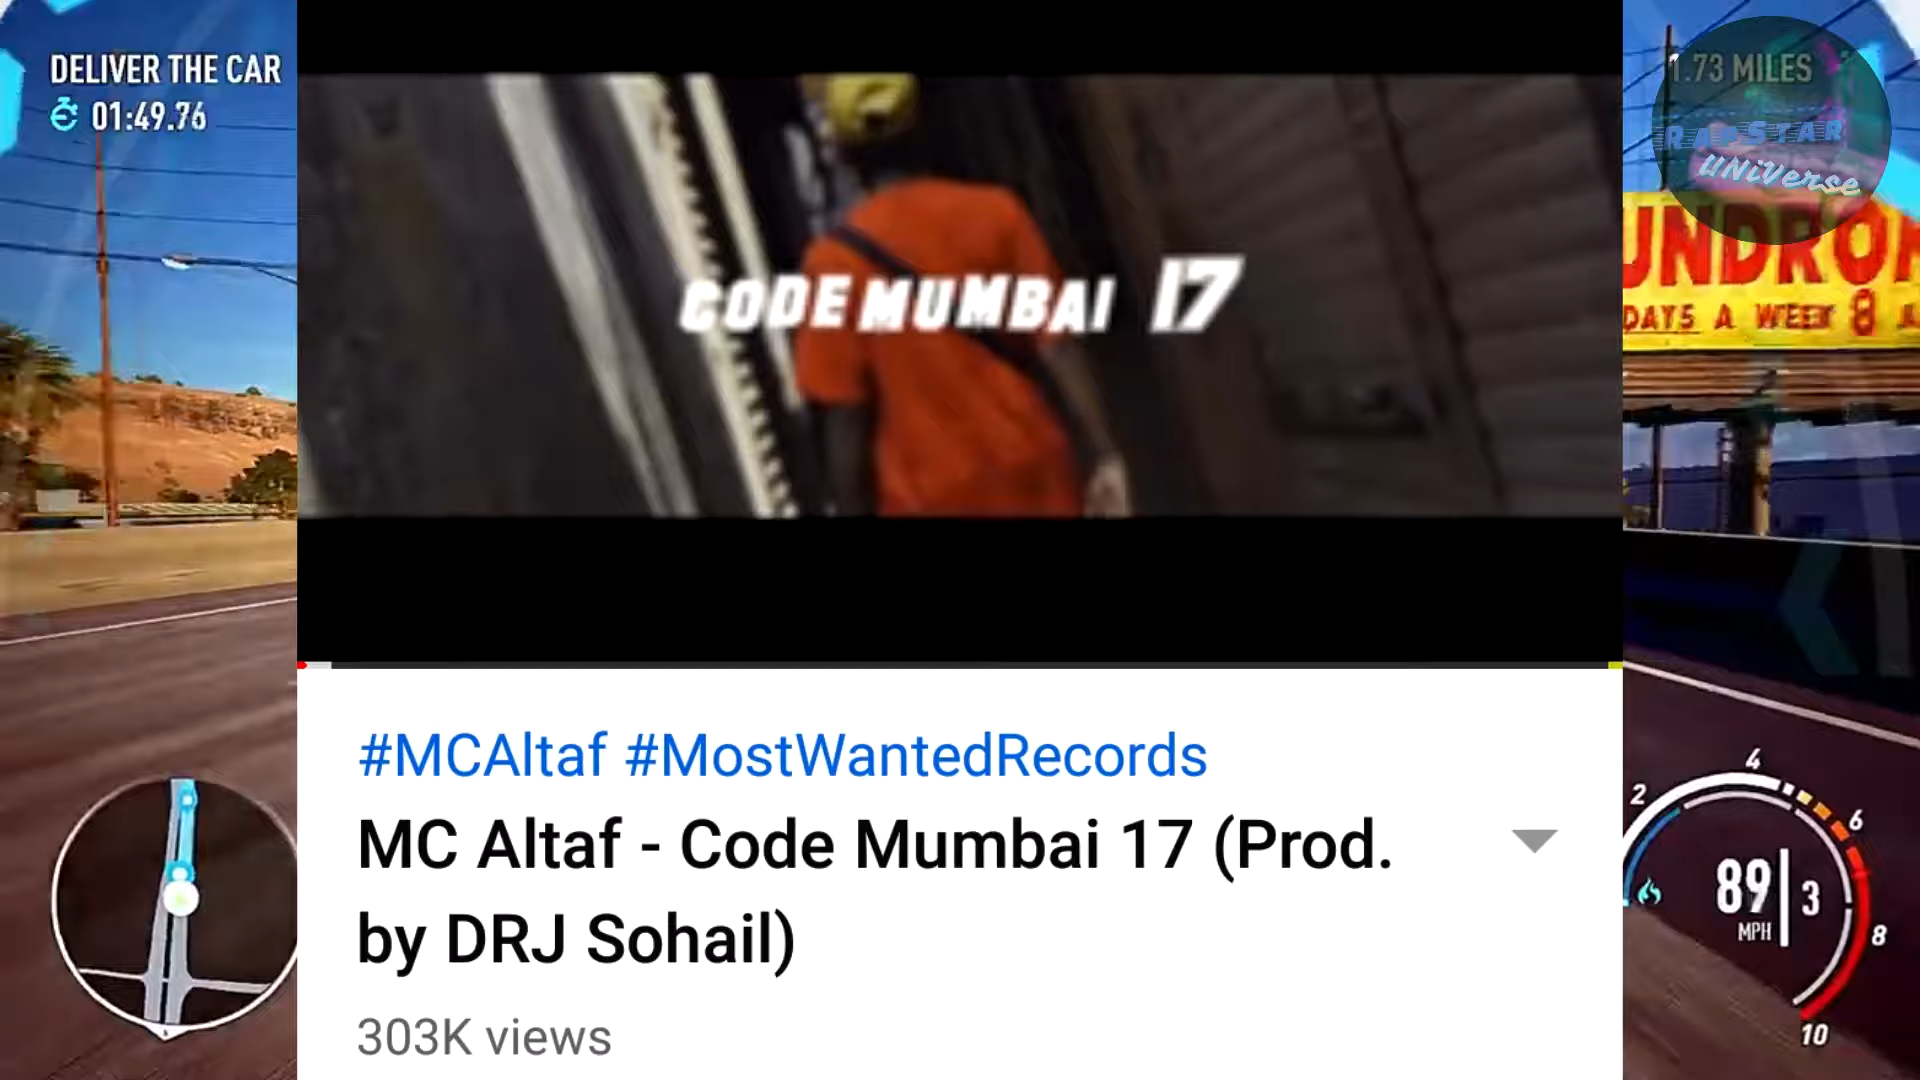 DELIVER THE CAR
01:49.76
1.73 MILES
RAPSTAR
UNiVerse
CODE MUMBAI 17
DAYS A WEEK 8
#MCAltaf #MostWantedRecords
MC Altaf - Code Mumbai 17 (Prod.
by DRJ Sohail)
303K views
2
4
6
8
10
89
3
MPH